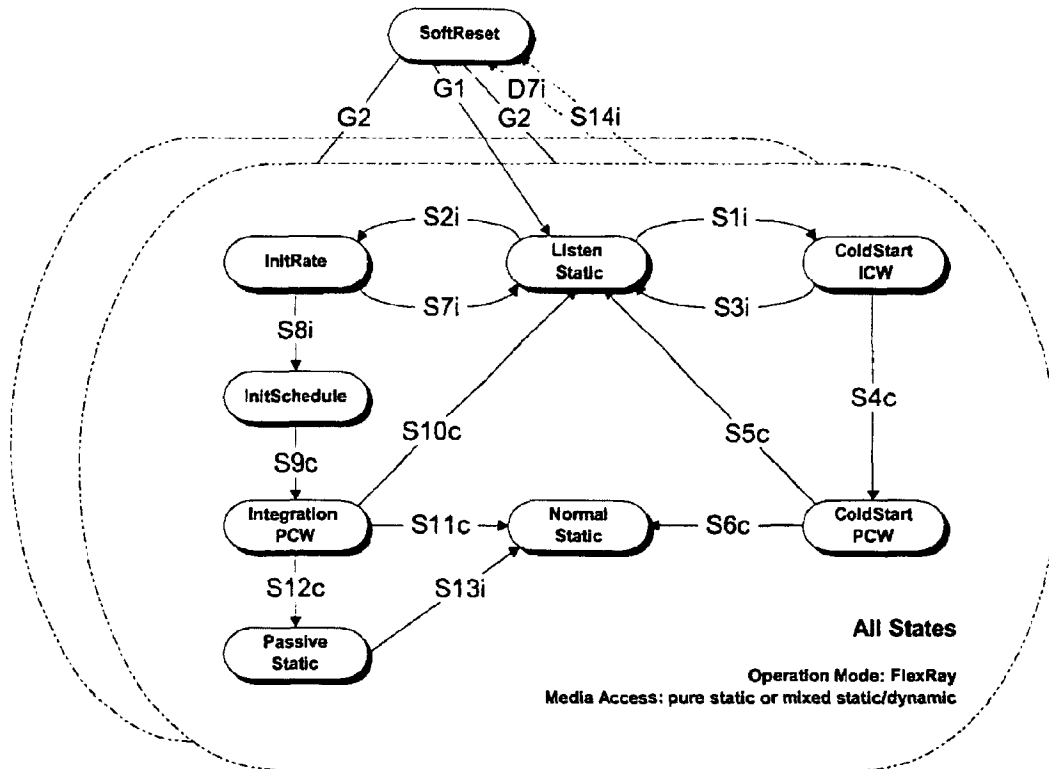 SoftReset
G1
D7i
G2
G2
S14i
S2i
S1i
InitRate
Listen
Static
ColdStart
ICW
S7i
S3i
S8i
InitSchedule
S4c
S10c
S5c
S9c
Integration
PCW
S11c
Normal
Static
S6c
ColdStart
PCW
S12c
S13i
Passive
Static
All States
Operation Mode: FlexRay
Media Access: pure static or mixed static/dynamic